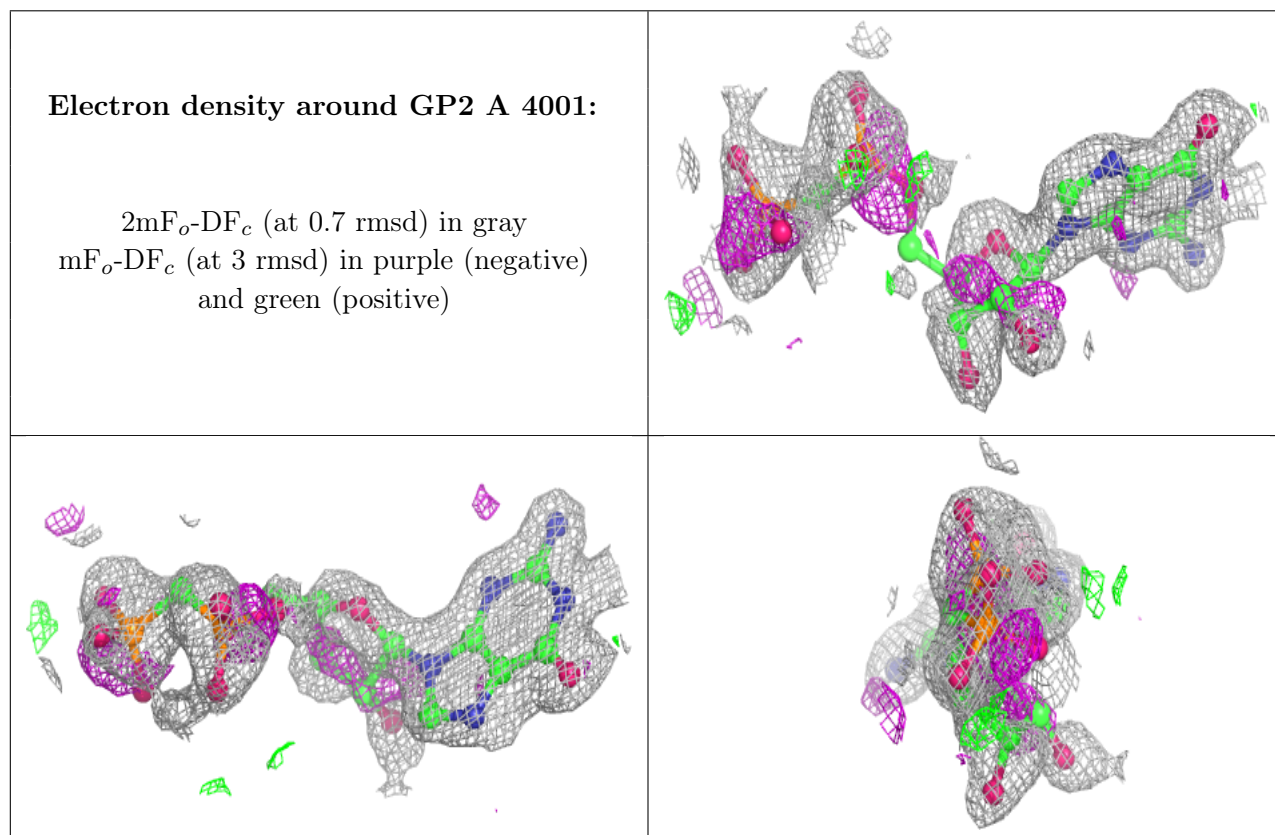 Electron density around GP2 A 4001:
2mFo-DFc (at 0.7 rmsd) in gray
mFo-DFc (at 3 rmsd) in purple (negative)
and green (positive)